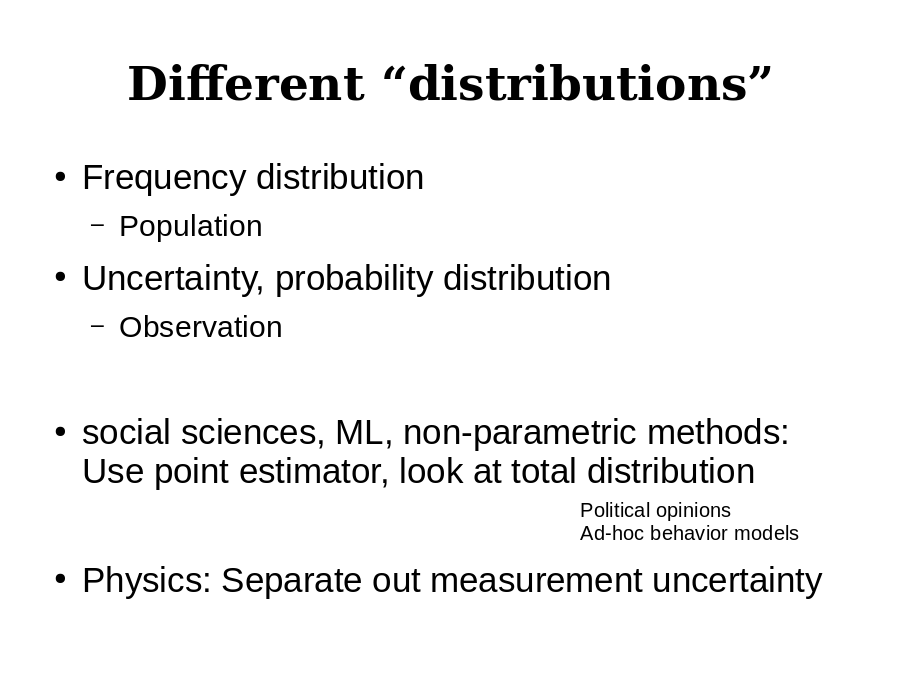 Different “distributions”
• Frequency distribution
– Population
• Uncertainty, probability distribution
– Observation
• social sciences, ML, non-parametric methods:
Use point estimator, look at total distribution
Political opinions
Ad-hoc behavior models
• Physics: Separate out measurement uncertainty